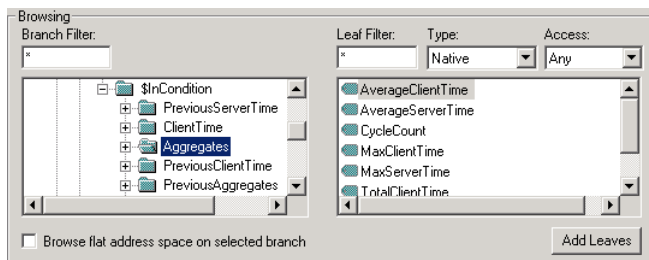 Browsing
Branch Filter:
Leaf Filter:
Type:
Access:
*
*
Native
Any
$InCondition
PreviousServerTime
ClientTime
Aggregates
PreviousClientTime
PreviousAggregates
AverageClientTime
AverageServerTime
CycleCount
MaxClientTime
MaxServerTime
TotalClientTime
Browse flat address space on selected branch
Add Leaves